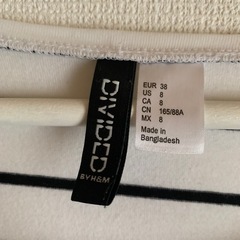 DIVIDED
BY H&M
EUR 38
US 8
CA 8
CN 165/88A
MX 8
Made in
Bangladesh